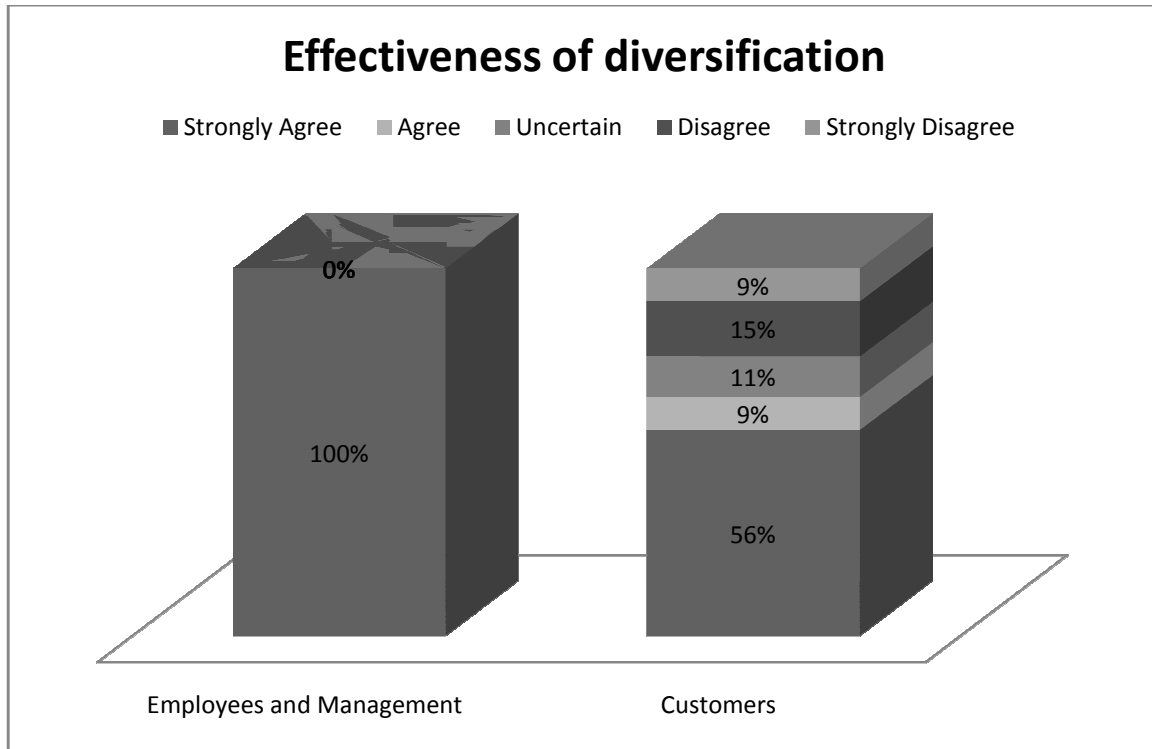 Effectiveness of diversification
Strongly Agree Agree Uncertain Disagree Strongly Disagree
0%
9%
15%
11%
9%
100%
56%
Employees and Management Customers